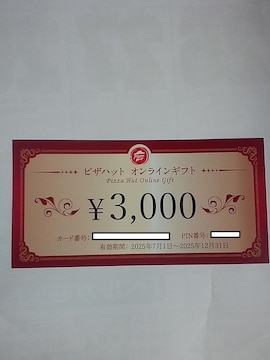 ピザハット オンラインギフト
Pizza Hut Online Gift
¥3,000
カード番号: PIN番号:
有効期間: 2025年7月1日～2025年12月31日